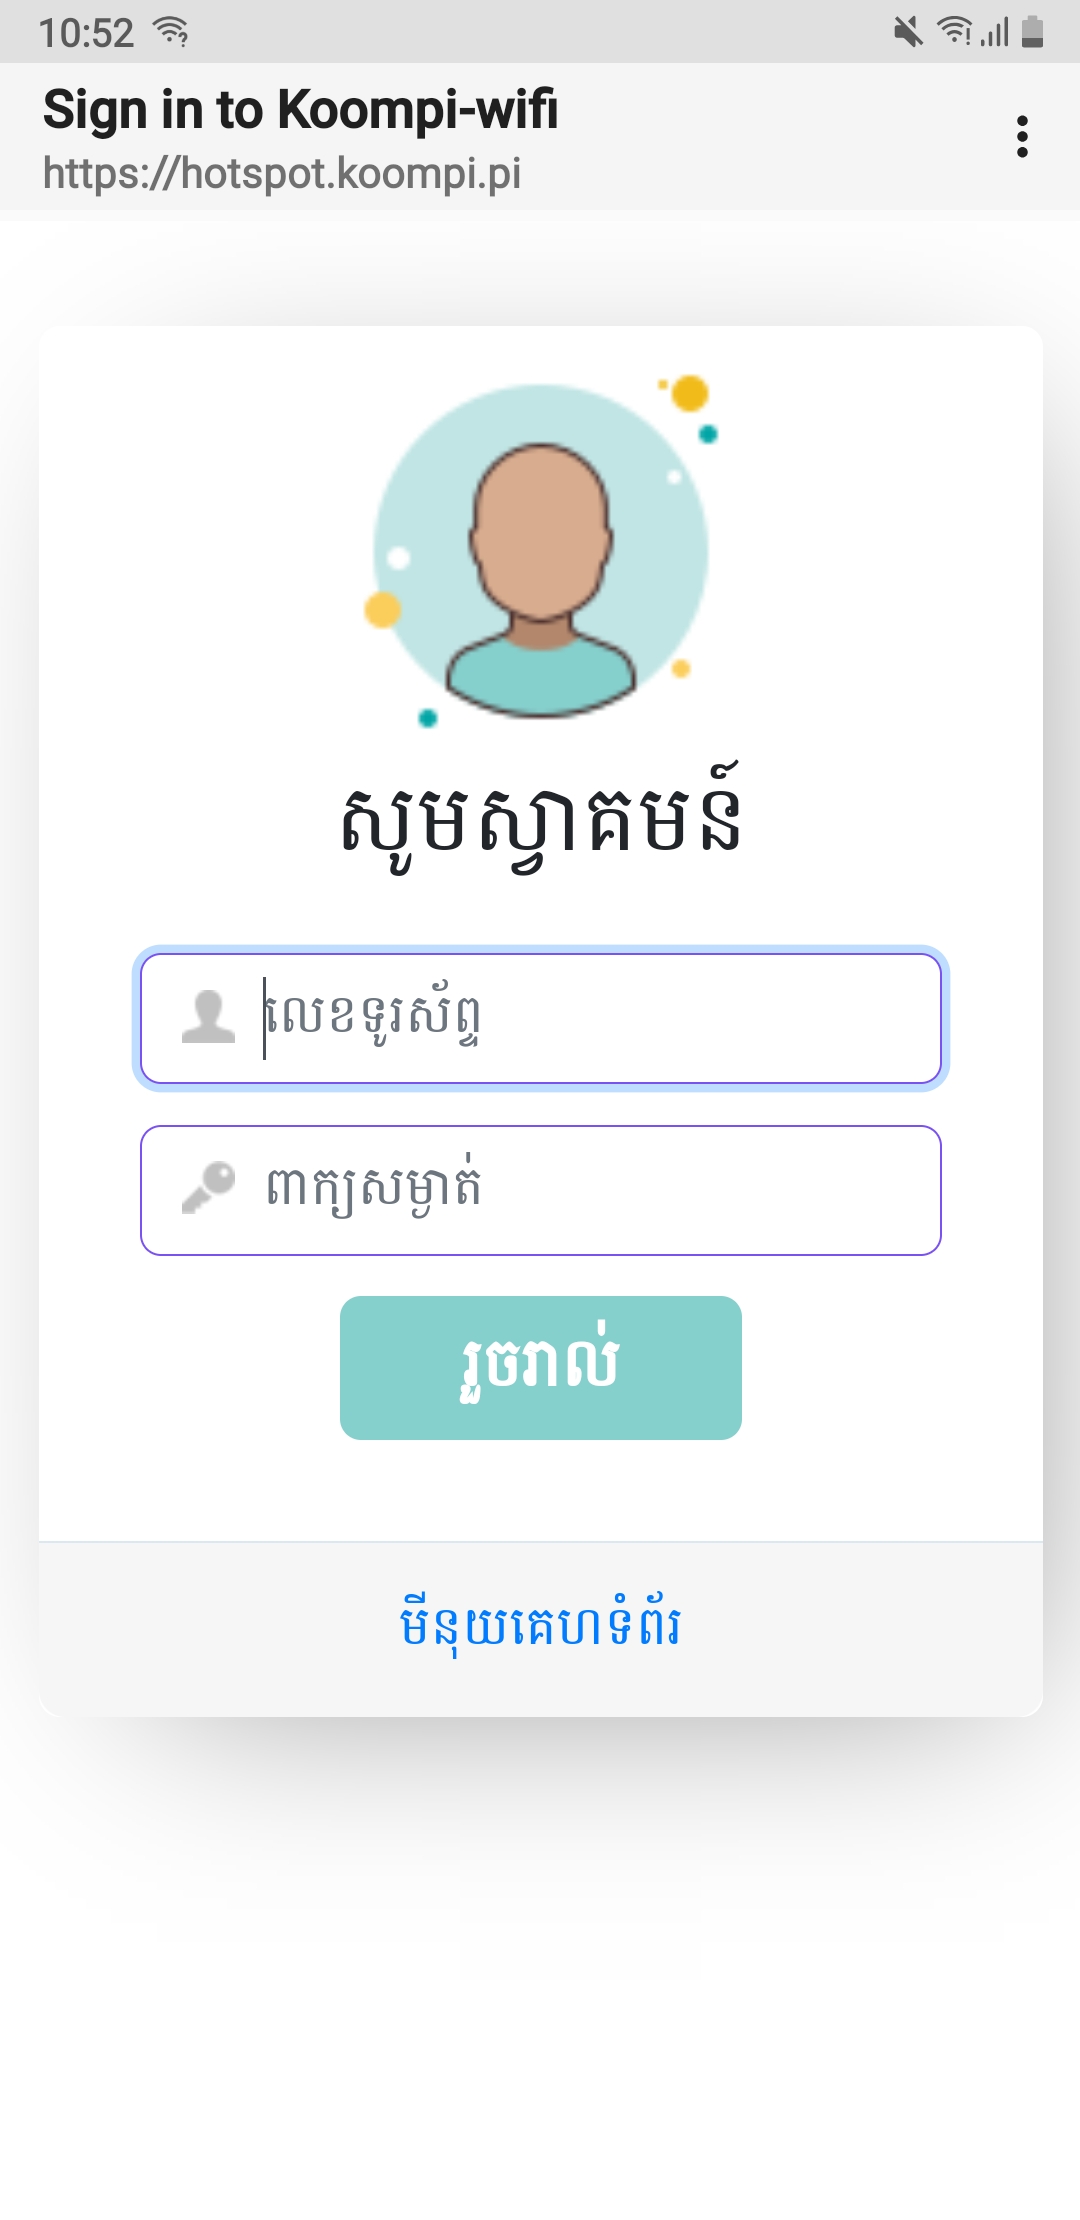 10:52
Sign in to Koompi-wifi
https://hotspot.koompi.pi
សូមស្វាគមន៍
លេខទូរស័ព្ទ
ពាក្យសម្ងាត់
រួចរាល់
មីនុយគេហទំព័រ